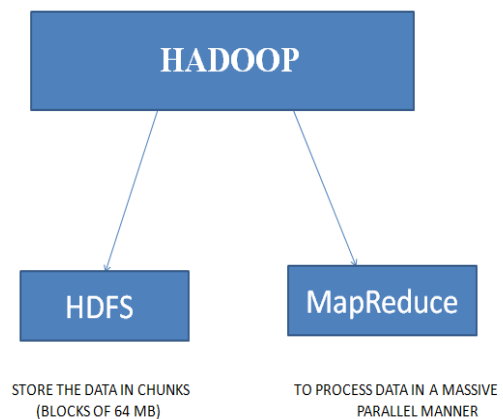 HADOOP
HDFS
MapReduce
STORE THE DATA IN CHUNKS
(BLOCKS OF 64 MB)
TO PROCESS DATA IN A MASSIVE
PARALLEL MANNER